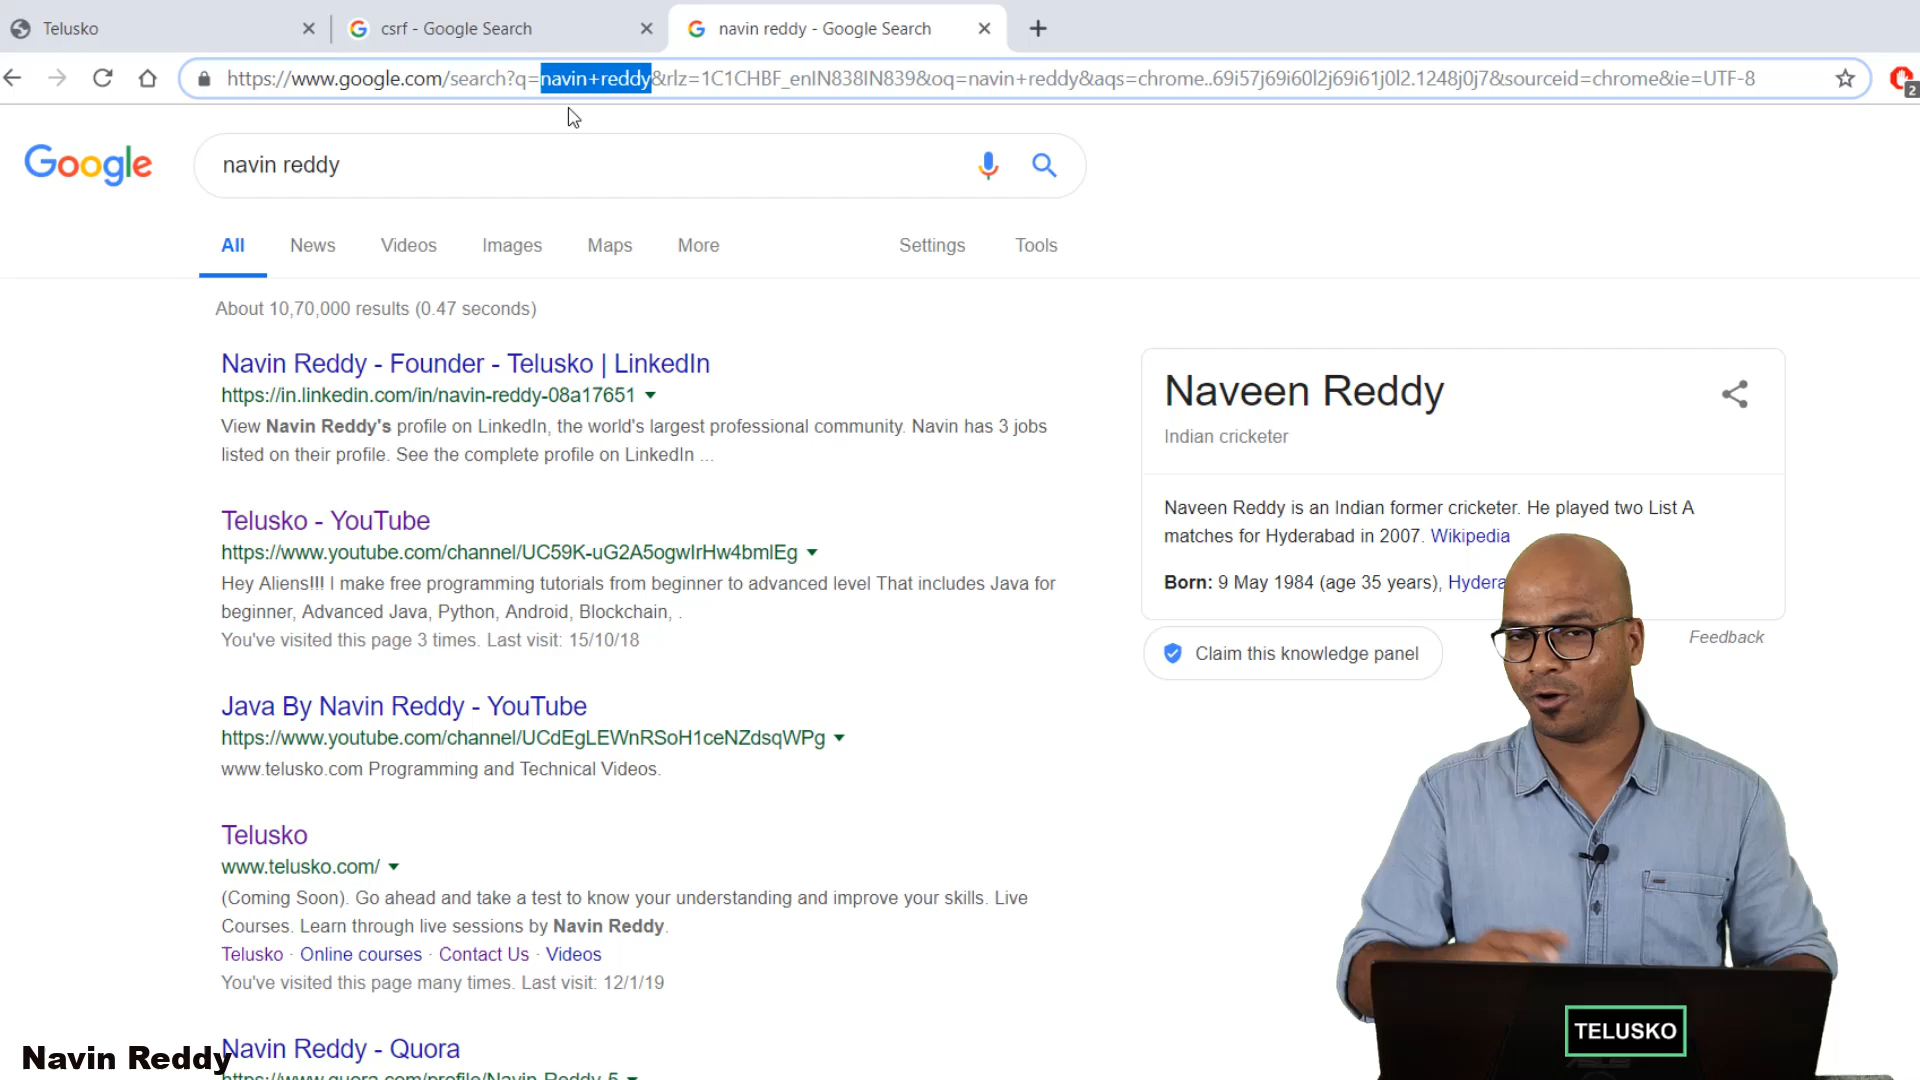 Telusko
csrf - Google Search
navin reddy - Google Search
https://www.google.com/search?q=navin+reddy&rlz=1C1CHBF_enIN838IN839&oq=navin+reddy&aqs=chrome..69i57j69i60l2j69i61j0l2.1248j0j7&sourceid=chrome&ie=UTF-8
2
Google
navin reddy
All News Videos Images Maps More Settings Tools
About 10,70,000 results (0.47 seconds)
Navin Reddy - Founder - Telusko | LinkedIn
https://in.linkedin.com/in/navin-reddy-08a17651
View Navin Reddy's profile on LinkedIn, the world's largest professional community. Navin has 3 jobs
listed on their profile. See the complete profile on LinkedIn ...
Telusko - YouTube
https://www.youtube.com/channel/UC59K-uG2A5ogwIrHw4bmlEg
Hey Aliens!!! I make free programming tutorials from beginner to advanced level That includes Java for
beginner, Advanced Java, Python, Android, Blockchain, .
You've visited this page 3 times. Last visit: 15/10/18
Java By Navin Reddy - YouTube
https://www.youtube.com/channel/UCdEgLEWnRSoH1ceNZdsqWPg
www.telusko.com Programming and Technical Videos.
Telusko
www.telusko.com/
(Coming Soon). Go ahead and take a test to know your understanding and improve your skills. Live
Courses. Learn through live sessions by Navin Reddy.
Telusko · Online courses · Contact Us · Videos
You've visited this page many times. Last visit: 12/1/19
Navin Reddy - Quora
https://www.quora.com/profile/Navin-Reddy-5
Naveen Reddy
Indian cricketer
Naveen Reddy is an Indian former cricketer. He played two List A
matches for Hyderabad in 2007. Wikipedia
Born: 9 May 1984 (age 35 years), Hydera
Feedback
Claim this knowledge panel
TELUSKO
Navin Reddy